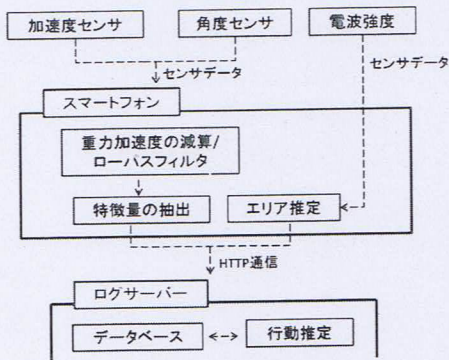 加速度センサ
角度センサ
電波強度
センサデータ
センサデータ
スマートフォン
重力加速度の減算/
ローパスフィルタ
特徴量の抽出
エリア推定
HTTP通信
ログサーバー
データベース
行動推定